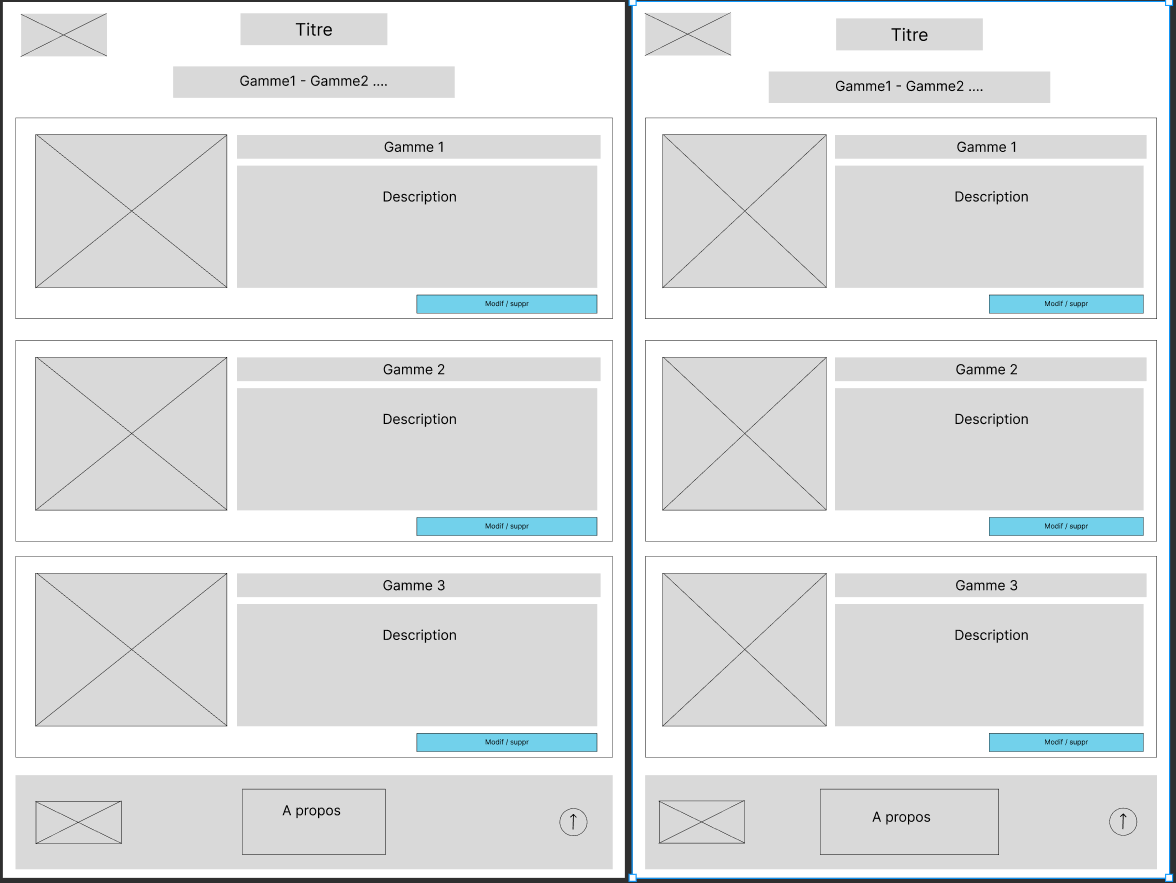 Titre
Gamme1 - Gamme2 ....
Gamme 1
Description
Modif / suppr
Gamme 2
Description
Modif / suppr
Gamme 3
Description
Modif / suppr
A propos
Titre
Gamme1 - Gamme2 ....
Gamme 1
Description
Modif / suppr
Gamme 2
Description
Modif / suppr
Gamme 3
Description
Modif / suppr
A propos